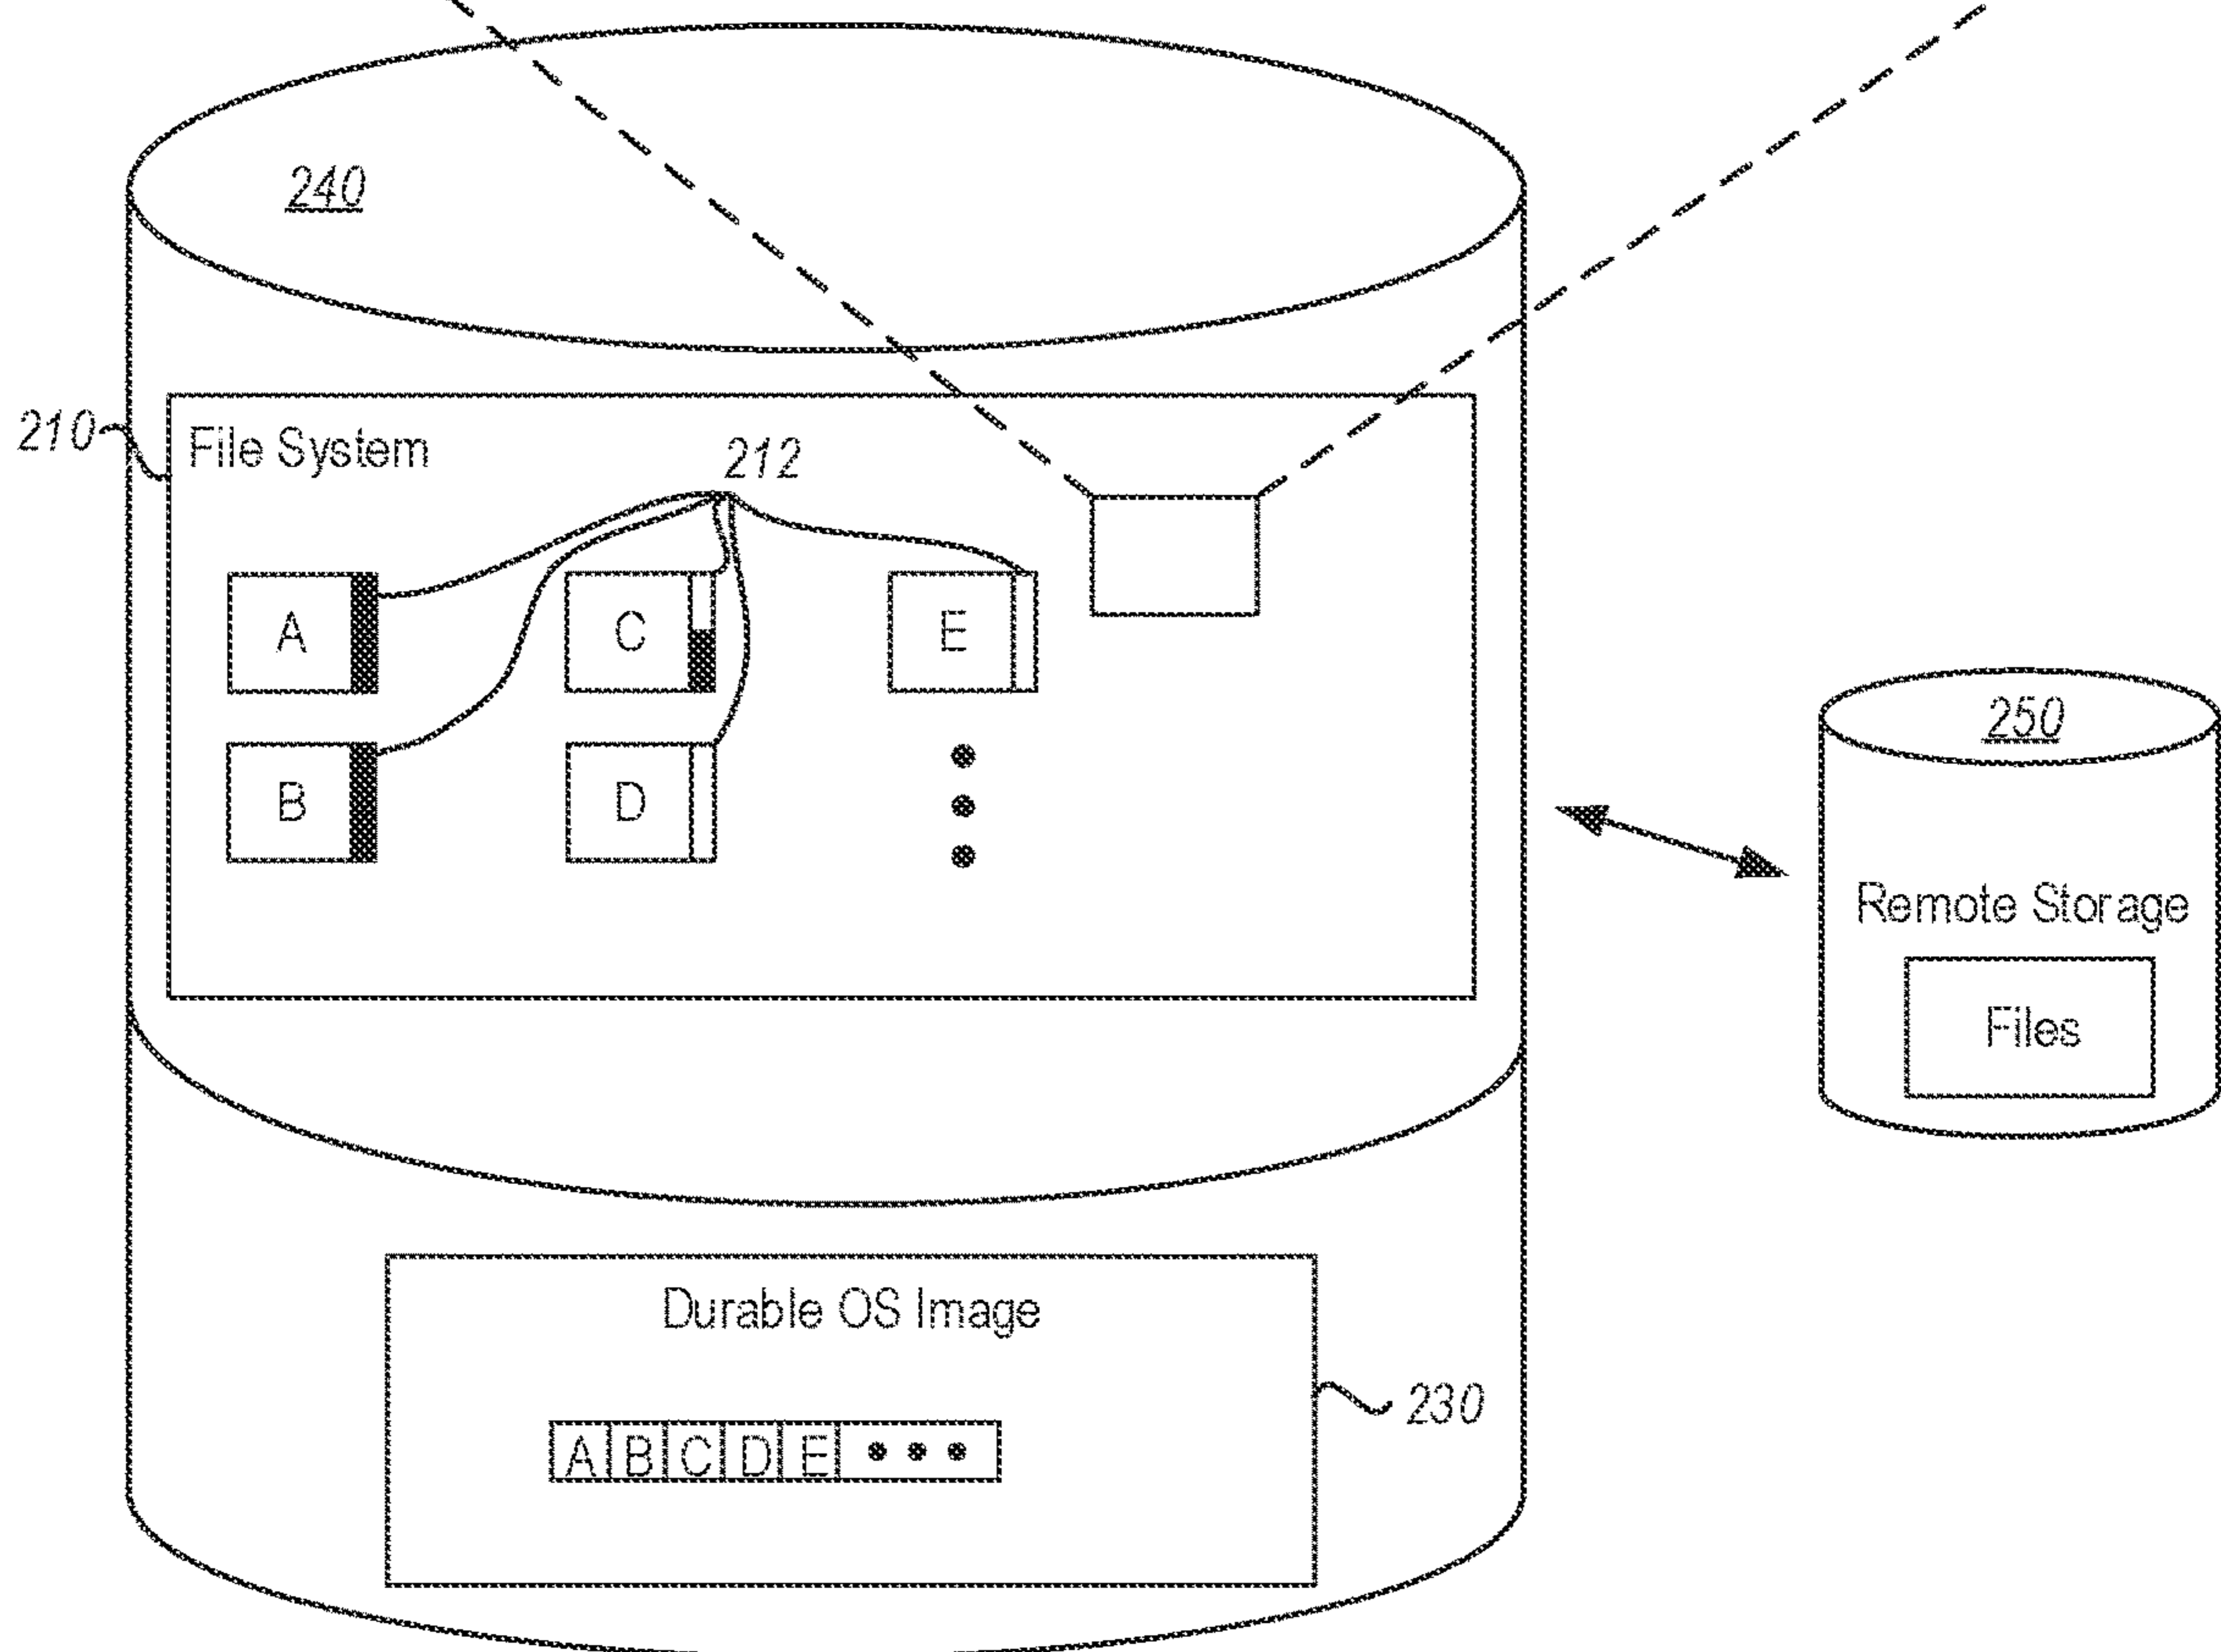 240
210
File System
212
A
C
E
B
D
250
Remote Storage
Files
Durable OS Image
A B C D E
230